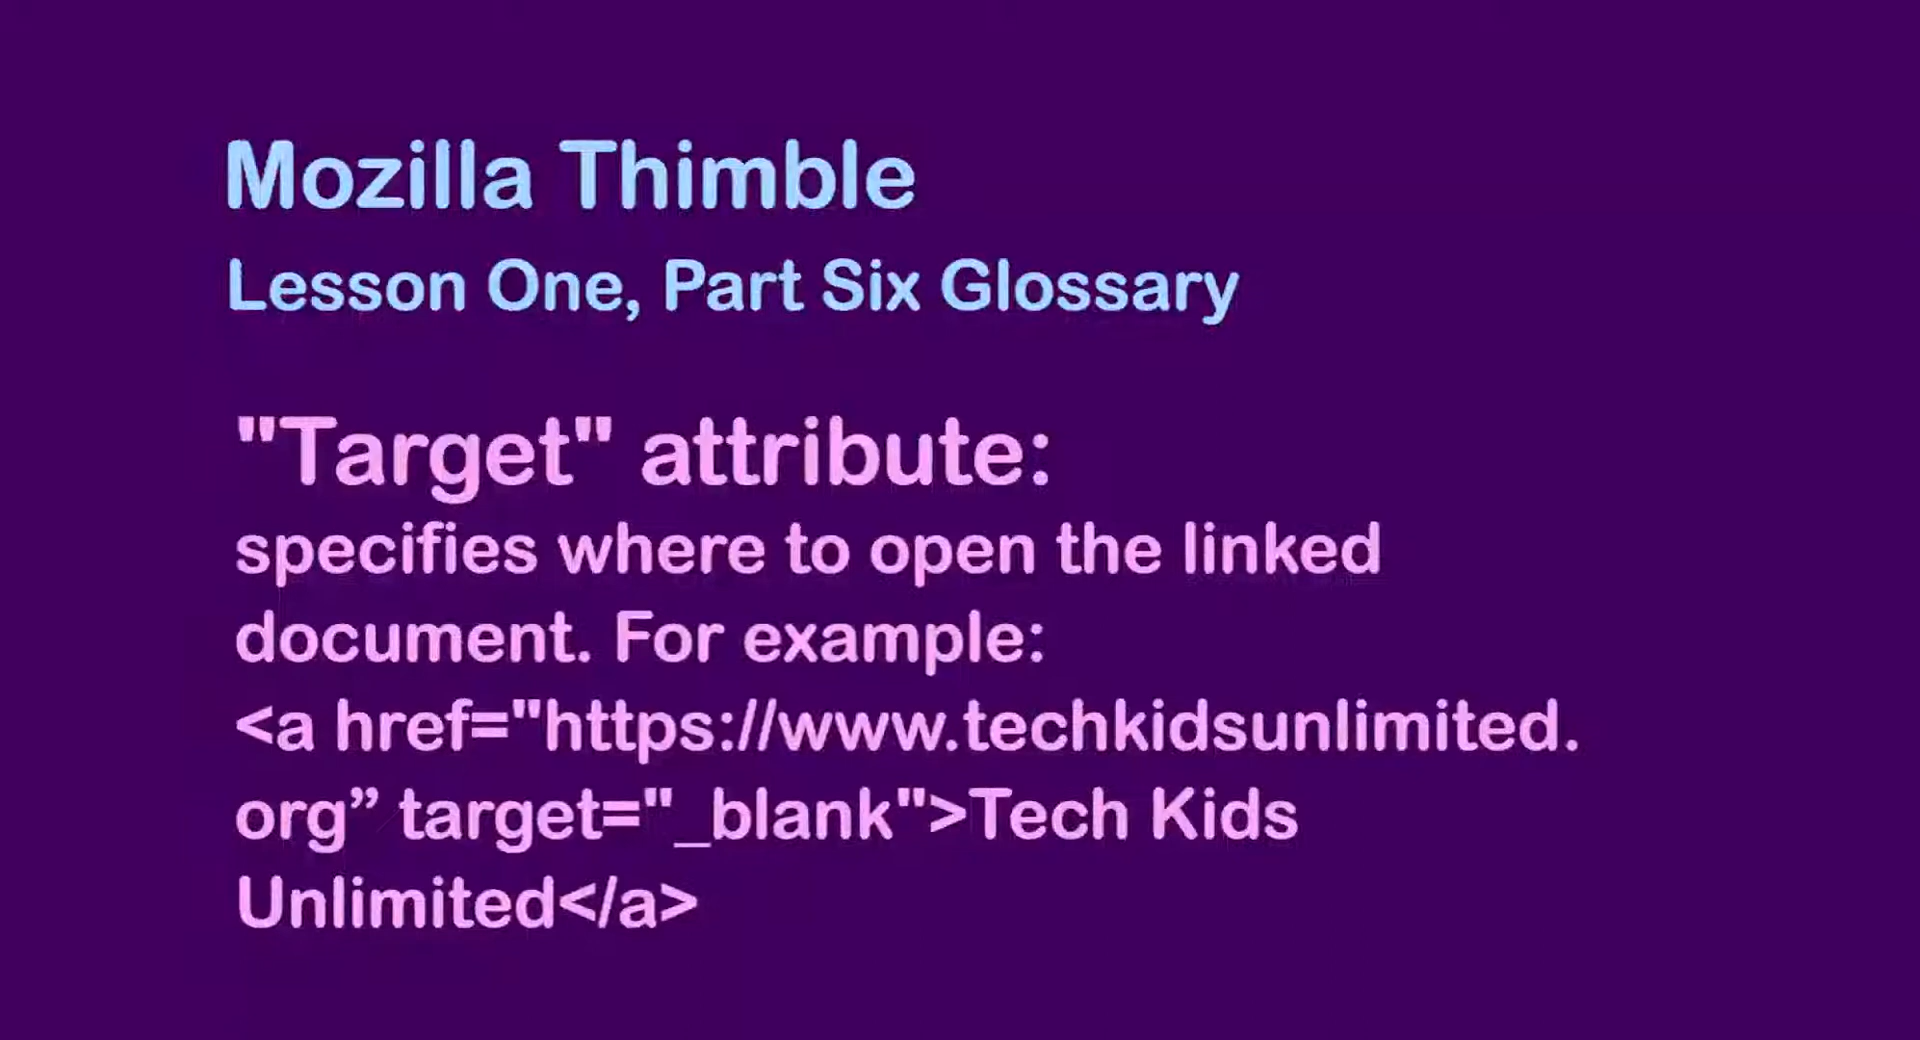 Mozilla Thimble
Lesson One, Part Six Glossary
"Target" attribute:
specifies where to open the linked
document. For example:
<a href="https://www.techkidsunlimited.
org” target="_blank">Tech Kids
Unlimited</a>